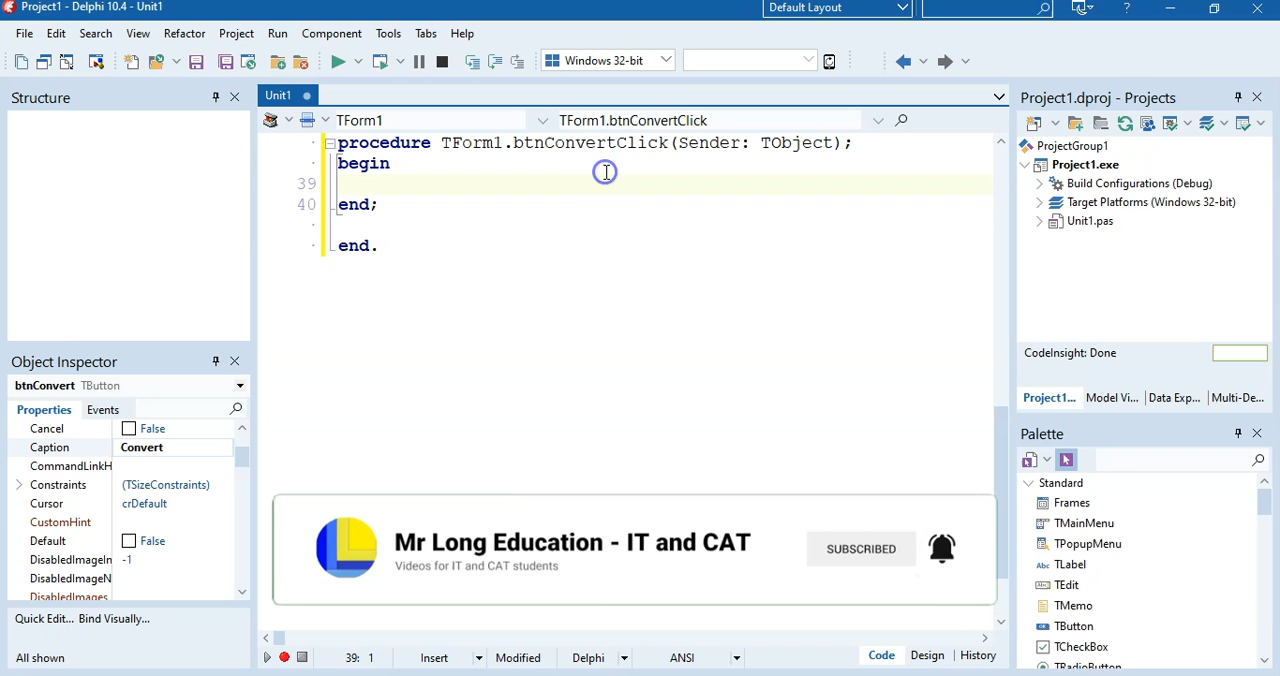 Project1 - Delphi 10.4 - Unit1
Default Layout
File Edit Search View Refactor Project Run Component Tools Tabs Help
Windows 32-bit
Structure
Unit1
TForm1 TForm1.btnConvertClick
procedure TForm1.btnConvertClick(Sender: TObject);
begin
39
40 end;
end.
Object Inspector
btnConvert TButton
Properties Events
Cancel False
Caption Convert
CommandLinkH
Constraints (TSizeConstraints)
Cursor crDefault
CustomHint
Default False
DisabledImageIn -1
DisabledImageN
DisabledImages
Quick Edit... Bind Visually...
All shown
Mr Long Education - IT and CAT
Videos for IT and CAT students
SUBSCRIBED
39: 1 Insert Modified Delphi ANSI
Code Design History
Project1.dproj - Projects
ProjectGroup1
Project1.exe
Build Configurations (Debug)
Target Platforms (Windows 32-bit)
Unit1.pas
CodeInsight: Done
Project1... Model Vi... Data Exp... Multi-De...
Palette
Standard
Frames
TMainMenu
TPopupMenu
Abc TLabel
TEdit
TMemo
TButton
TCheckBox
TRadioButton